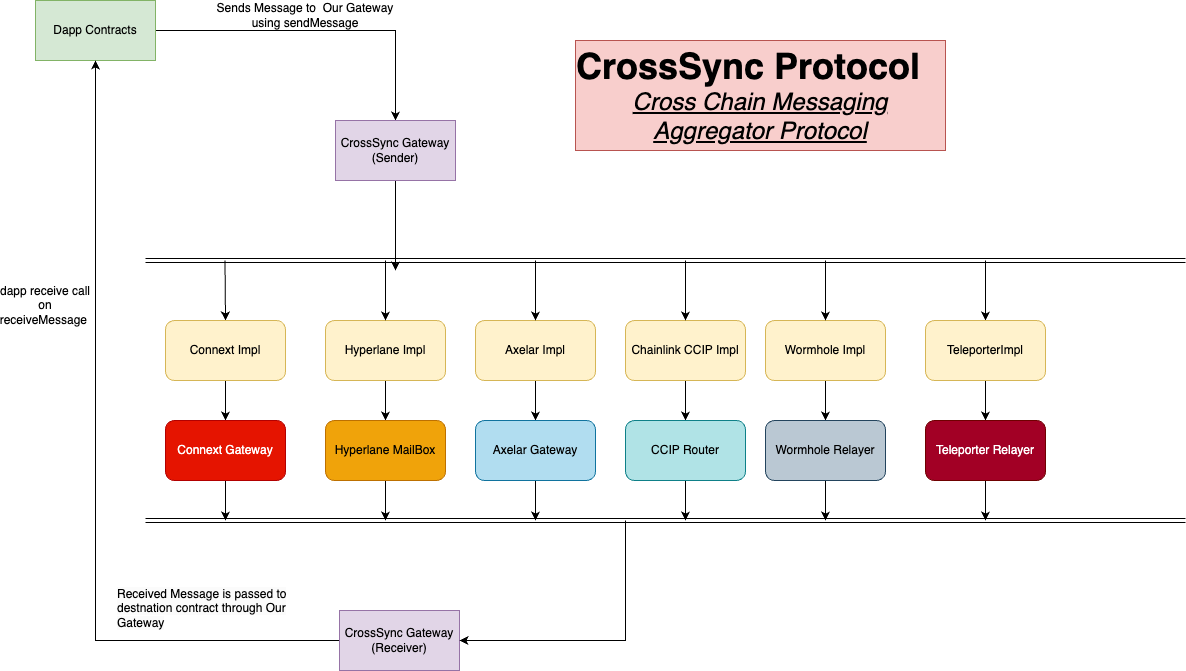 Dapp Contracts
Sends Message to Our Gateway
using sendMessage
CrossSync Protocol
Cross Chain Messaging
Aggregator Protocol
CrossSync Gateway
(Sender)
dapp receive call
on
receiveMessage
Connext Impl
Hyperlane Impl
Axelar Impl
Chainlink CCIP Impl
Wormhole Impl
TeleporterImpl
Connext Gateway
Hyperlane MailBox
Axelar Gateway
CCIP Router
Wormhole Relayer
Teleporter Relayer
Received Message is passed to
destnation contract through Our
Gateway
CrossSync Gateway
(Receiver)